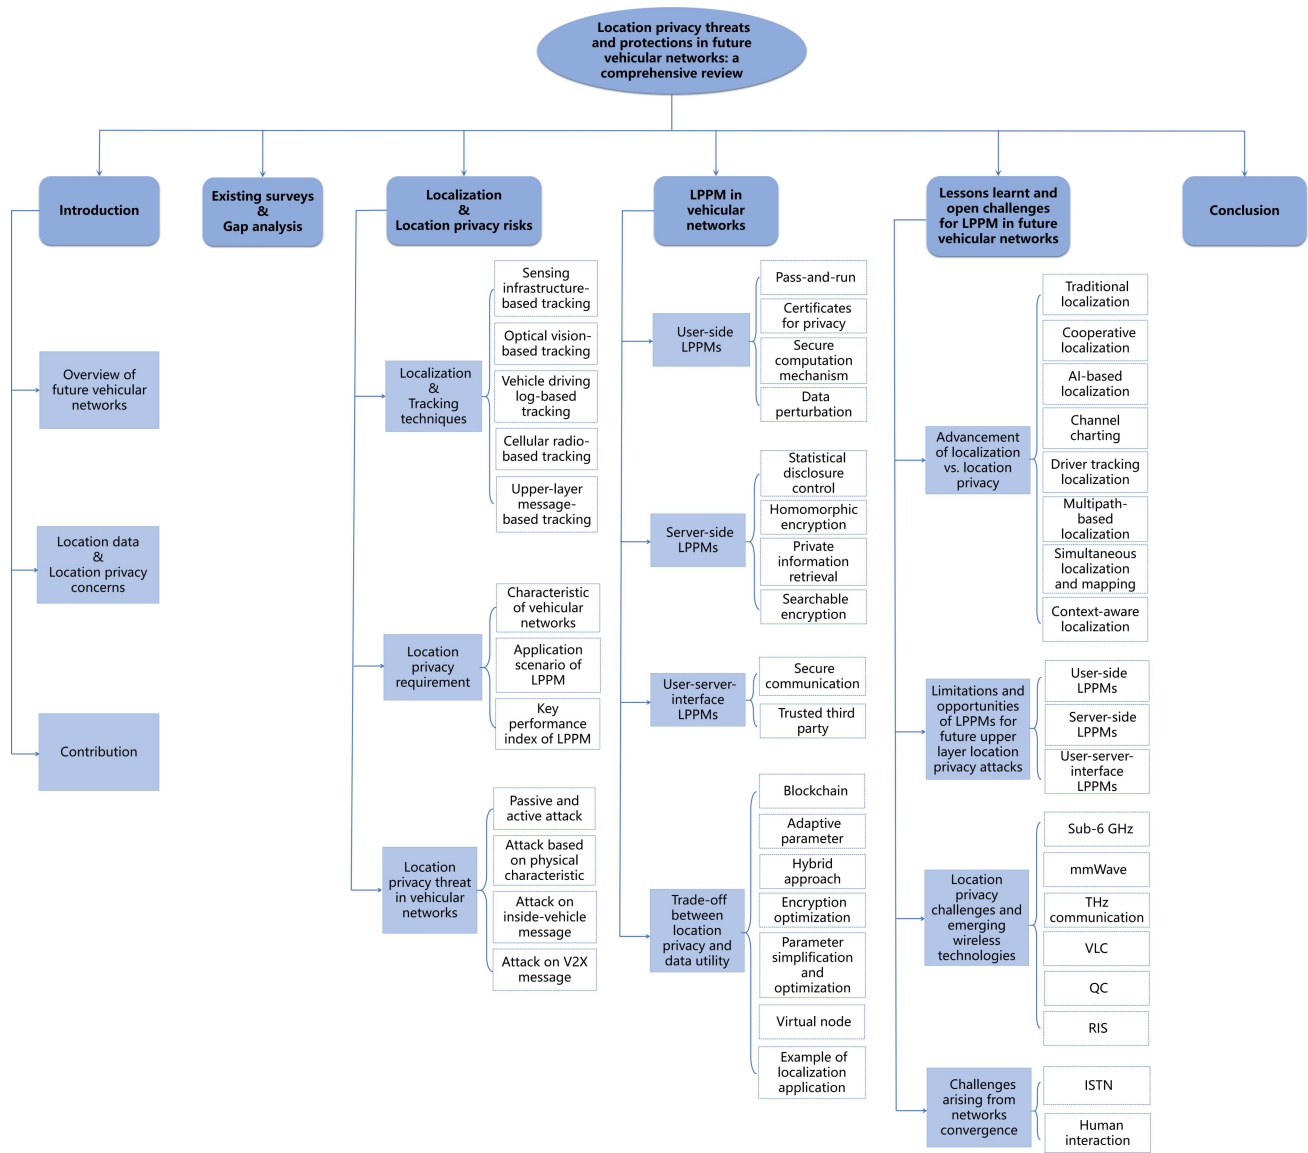 Location privacy threats
and protections in future
vehicular networks: a
comprehensive review
Introduction
Existing surveys
&
Gap analysis
Localization
&
Location privacy risks
LPPM in
vehicular
networks
Lessons learnt and
open challenges
for LPPM in future
vehicular networks
Conclusion
Overview of
future vehicular
networks
Location data
&
Location privacy
concerns
Contribution
Localization
&
Tracking
techniques
Sensing
infrastructure-
based tracking
Optical vision-
based tracking
Vehicle driving
log-based
tracking
Cellular radio-
based tracking
Upper-layer
message-
based tracking
Location
privacy
requirement
Characteristic
of vehicular
networks
Application
scenario of
LPPM
Key
performance
index of LPPM
Location
privacy threat
in vehicular
networks
Passive and
active attack
Attack based
on physical
characteristic
Attack on
inside-vehicle
message
Attack on V2X
message
User-side
LPPMs
Pass-and-run
Certificates
for privacy
Secure
computation
mechanism
Data
perturbation
Server-side
LPPMs
Statistical
disclosure
control
Homomorphic
encryption
Private
information
retrieval
Searchable
encryption
User-server-
interface
LPPMs
Secure
communication
Trusted third
party
Trade-off
between
location
privacy and
data utility
Blockchain
Adaptive
parameter
Hybrid
approach
Encryption
optimization
Parameter
simplification
and
optimization
Virtual node
Example of
localization
application
Advancement
of localization
vs. location
privacy
Traditional
localization
Cooperative
localization
AI-based
localization
Channel
charting
Driver tracking
localization
Multipath-
based
localization
Simultaneous
localization
and mapping
Context-aware
localization
Limitations and
opportunities
of LPPMs for
future upper
layer location
privacy attacks
User-side
LPPMs
Server-side
LPPMs
User-server-
interface
LPPMs
Location
privacy
challenges and
emerging
wireless
technologies
Sub-6 GHz
mmWave
THz
communication
VLC
QC
RIS
Challenges
arising from
networks
convergence
ISTN
Human
interaction